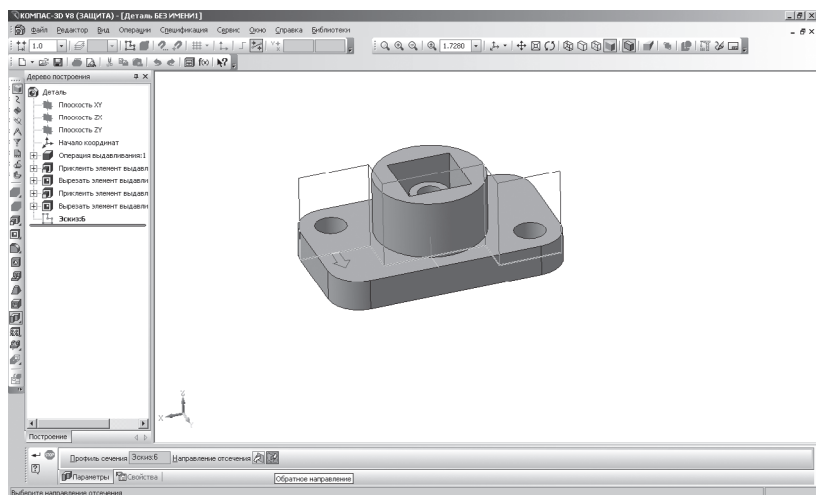 КОМПАС-3D V8 (ЗАЩИТА) - [Деталь БЕЗ ИМЕНИ1]
Файл Редактор Вид Операции Спецификация Сервис Окно Справка Библиотеки
1.0
1.7280
f(x)
Дерево построения
Деталь
Плоскость XY
Плоскость ZX
Плоскость ZY
Начало координат
Операция выдавливания:1
Приклеить элемент выдавл
Вырезать элемент выдавли
Приклеить элемент выдавл
Вырезать элемент выдавли
Эскиз:6
Z
X
Y
Построение
Профиль сечения Эскиз:6 Направление отсечения
Параметры Свойства
Обратное направление
Выберите направление отсечения